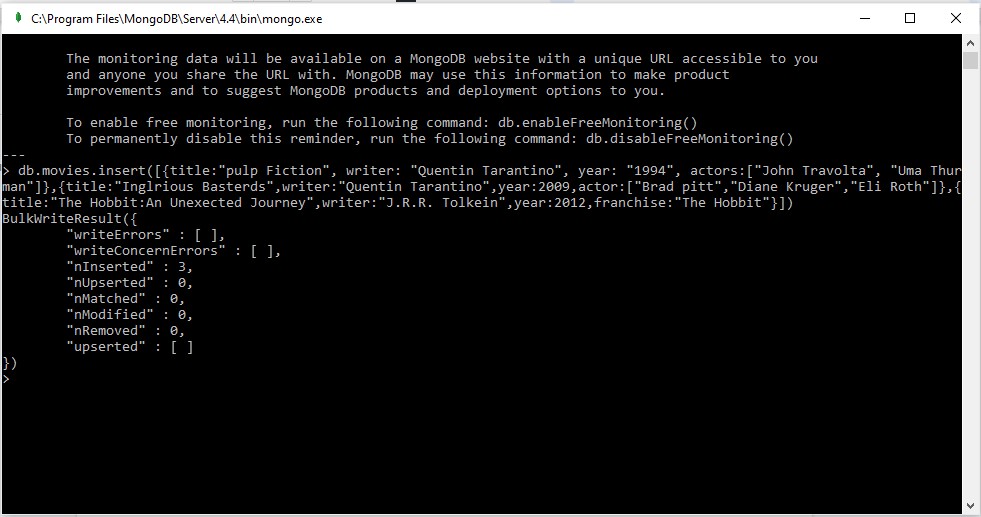 C:\Program Files\MongoDB\Server\4.4\bin\mongo.exe
The monitoring data will be available on a MongoDB website with a unique URL accessible to you
and anyone you share the URL with. MongoDB may use this information to make product
improvements and to suggest MongoDB products and deployment options to you.
To enable free monitoring, run the following command: db.enableFreeMonitoring()
To permanently disable this reminder, run the following command: db.disableFreeMonitoring()
---
> db.movies.insert([{title:"pulp Fiction", writer: "Quentin Tarantino", year: "1994", actors:["John Travolta", "Uma Thur
man"]},{title:"Inglrious Basterds",writer:"Quentin Tarantino",year:2009,actor:["Brad pitt","Diane Kruger","Eli Roth"]},{
title:"The Hobbit:An Unexected Journey",writer:"J.R.R. Tolkein",year:2012,franchise:"The Hobbit"}])
BulkWriteResult({
"writeErrors" : [ ],
"writeConcernErrors" : [ ],
"nInserted" : 3,
"nUpserted" : 0,
"nMatched" : 0,
"nModified" : 0,
"nRemoved" : 0,
"upserted" : [ ]
})
>